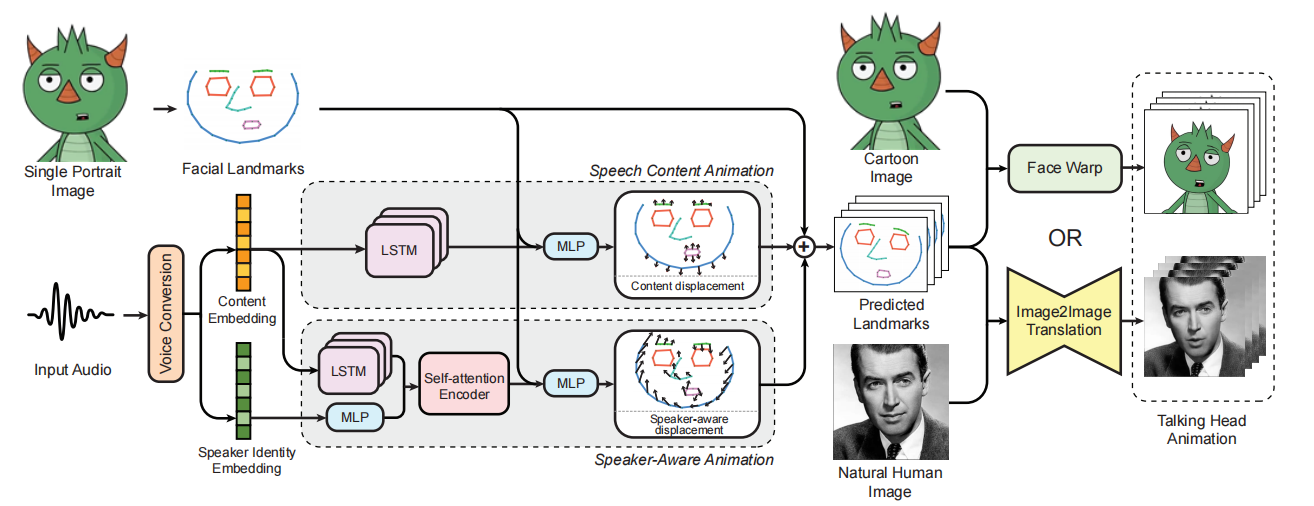 Single Portrait
Image
Facial Landmarks
Input Audio
Voice Conversion
Content
Embedding
Speaker Identity
Embedding
Speech Content Animation
LSTM
MLP
Content displacement
LSTM
MLP
Self-attention
Encoder
MLP
Speaker-aware
displacement
Speaker-Aware Animation
+
Cartoon
Image
Predicted
Landmarks
Natural Human
Image
Face Warp
OR
Image2Image
Translation
Talking Head
Animation